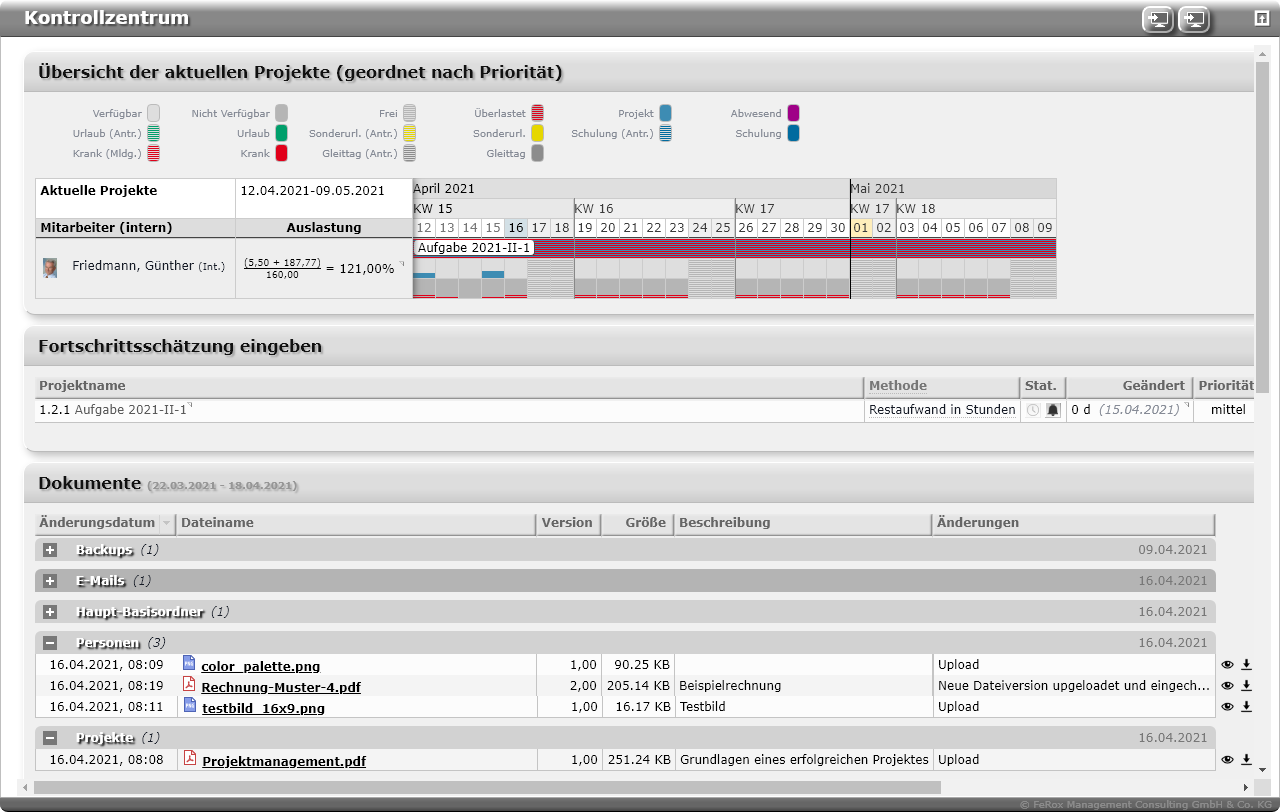 Kontrollzentrum
Übersicht der aktuellen Projekte (geordnet nach Priorität)
Verfügbar Nicht Verfügbar Frei Überlastet Projekt Abwesend
Urlaub (Antr.) Urlaub Sonderurl. (Antr.) Sonderurl. Schulung (Antr.) Schulung
Krank (Mldg.) Krank Gleittag (Antr.) Gleittag
Aktuelle Projekte 12.04.2021-09.05.2021 April 2021 Mai 2021
KW 15 KW 16 KW 17 KW 17 KW 18
Mitarbeiter (intern) Auslastung 12 13 14 15 16 17 18 19 20 21 22 23 24 25 26 27 28 29 30 01 02 03 04 05 06 07 08 09
Aufgabe 2021-II-1
Friedmann, Günther (Int.) (5,50 + 187,77) / 160,00 = 121,00%
Fortschrittsschätzung eingeben
Projektname Methode Stat. Geändert Priorität
1.2.1 Aufgabe 2021-II-1 Restaufwand in Stunden 0 d (15.04.2021) mittel
Dokumente (22.03.2021 - 18.04.2021)
Änderungsdatum Dateiname Version Größe Beschreibung Änderungen
Backups (1) 09.04.2021
E-Mails (1) 16.04.2021
Haupt-Basisordner (1) 16.04.2021
Personen (3) 16.04.2021
16.04.2021, 08:09 color_palette.png 1,00 90.25 KB Upload
16.04.2021, 08:19 Rechnung-Muster-4.pdf 2,00 205.14 KB Beispielrechnung Neue Dateiversion upgeloadet und eingech...
16.04.2021, 08:11 testbild_16x9.png 1,00 16.17 KB Testbild Upload
Projekte (1) 16.04.2021
16.04.2021, 08:08 Projektmanagement.pdf 1,00 251.24 KB Grundlagen eines erfolgreichen Projektes Upload
© FeRox Management Consulting GmbH & Co. KG